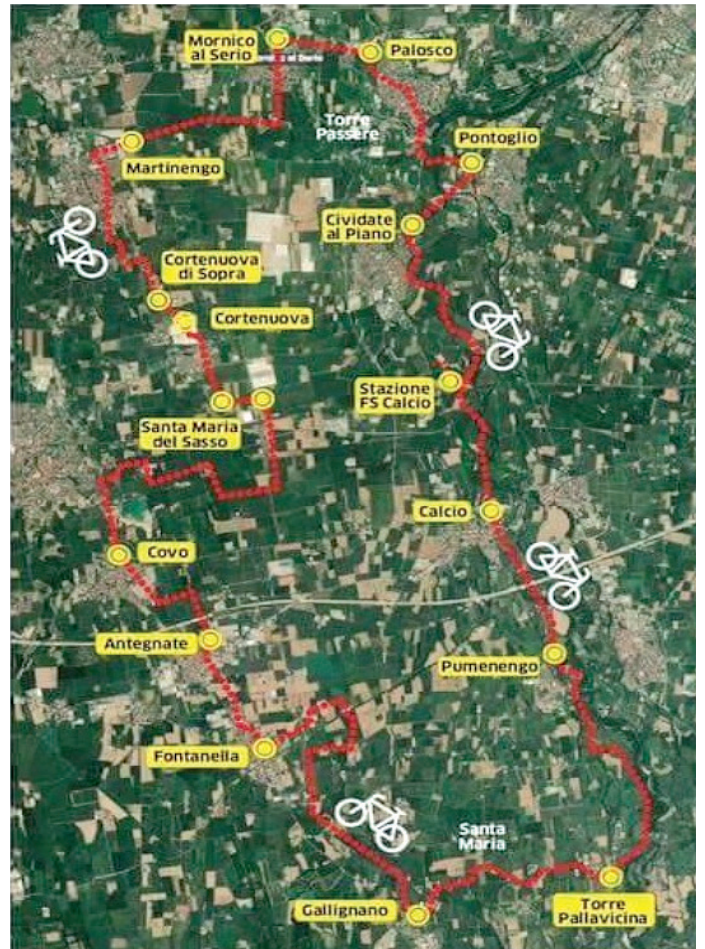 Mornico
al Serio
Palosco
Torre
Passere
Pontoglio
Martinengo
Cividate
al Piano
Cortenuova
di Sopra
Cortenuova
Stazione
FS Calcio
Santa Maria
del Sasso
Calcio
Covo
Antegnate
Pumenengo
Fontanella
Santa
Maria
Gallignano
Torre
Pallavicina